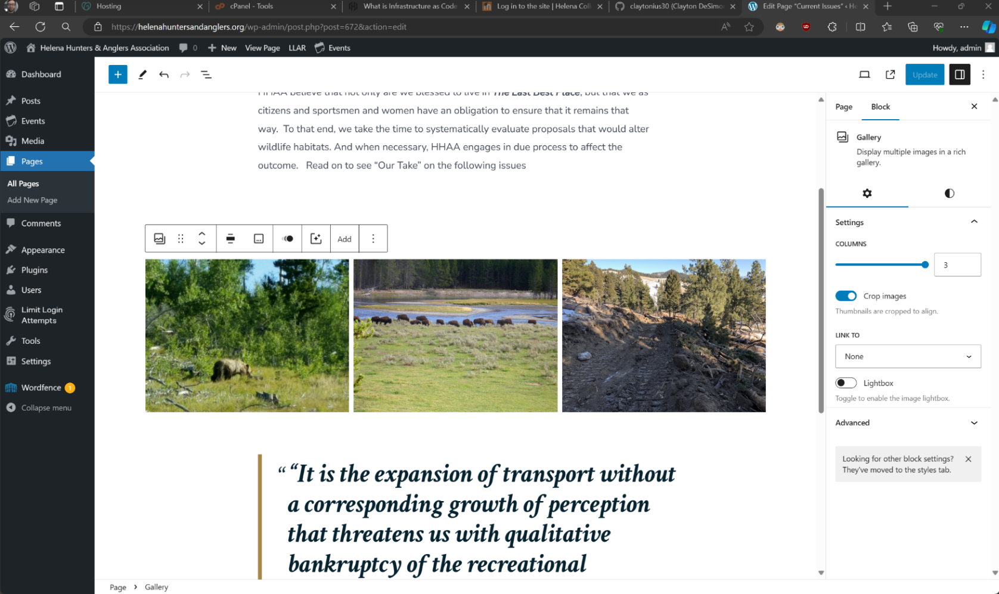 Hosting
cPanel - Tools
What is Infrastructure as Code
Log in to the site | Helena Coll
claytonius30 (Clayton DeSimo
Edit Page "Current Issues" ‹ H
https://helenahuntersandanglers.org/wp-admin/post.php?post=672&action=edit
Helena Hunters & Anglers Association
0
New
View Page
LLAR
Events
Howdy, admin
Dashboard
Posts
Events
Media
Pages
All Pages
Add New Page
Comments
Appearance
Plugins
Users
Limit Login
Attempts
Tools
Settings
Wordfence 1
Collapse menu
Update
HHAA believe that not only are we blessed to live in The Last Best Place, but that we as
citizens and sportsmen and women have an obligation to ensure that it remains that
way. To that end, we take the time to systematically evaluate proposals that would alter
wildlife habitats. And when necessary, HHAA engages in due process to affect the
outcome. Read on to see “Our Take” on the following issues
Add
“ “It is the expansion of transport without
a corresponding growth of perception
that threatens us with qualitative
bankruptcy of the recreational
Page
Block
Gallery
Display multiple images in a rich
gallery.
Settings
COLUMNS
3
Crop images
Thumbnails are cropped to align.
LINK TO
None
Lightbox
Toggle to enable the image lightbox.
Advanced
Looking for other block settings?
They've moved to the styles tab.
Page › Gallery